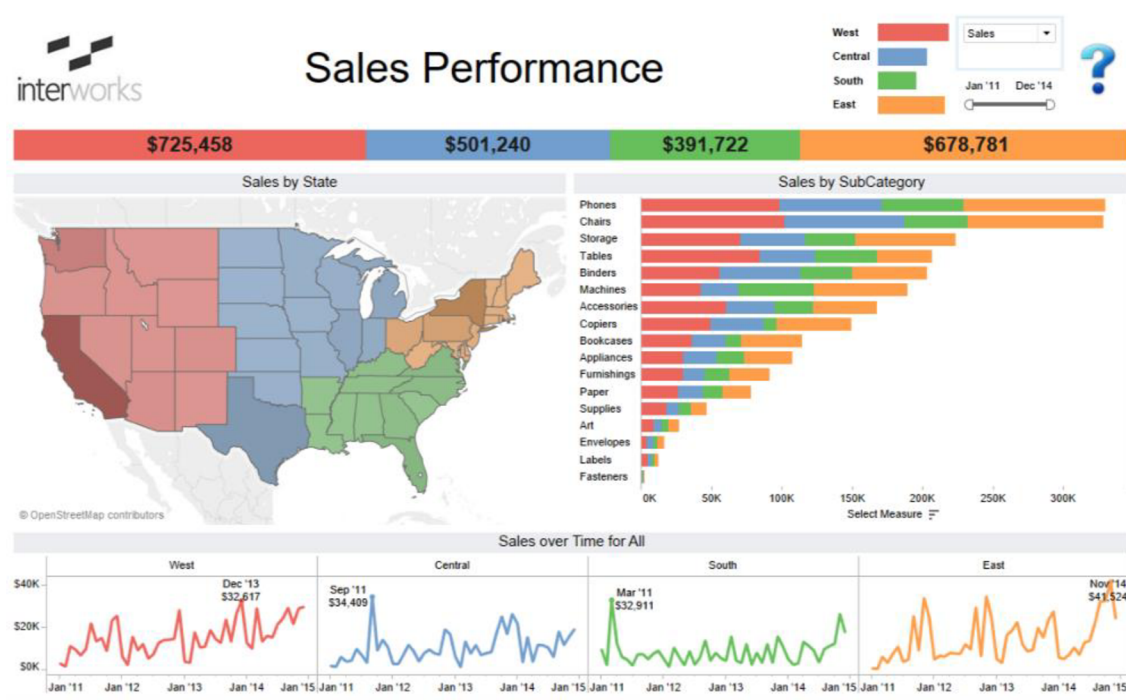 interworks
Sales Performance
West
Central
South
East
Sales
Jan '11 Dec '14
?
$725,458 $501,240 $391,722 $678,781
Sales by State
© OpenStreetMap contributors
Sales by SubCategory
Phones
Chairs
Storage
Tables
Binders
Machines
Accessories
Copiers
Bookcases
Appliances
Furnishings
Paper
Supplies
Art
Envelopes
Labels
Fasteners
0K 50K 100K 150K 200K 250K 300K
Select Measure
Sales over Time for All
West Central South East
$40K
$20K
$0K
Dec '13
$32,617
Sep '11
$34,409
Mar '11
$32,911
Nov '14
$41,524
Jan '11 Jan '12 Jan '13 Jan '14 Jan '15 Jan '11 Jan '12 Jan '13 Jan '14 Jan '15 Jan '11 Jan '12 Jan '13 Jan '14 Jan '15 Jan '11 Jan '12 Jan '13 Jan '14 Jan '15